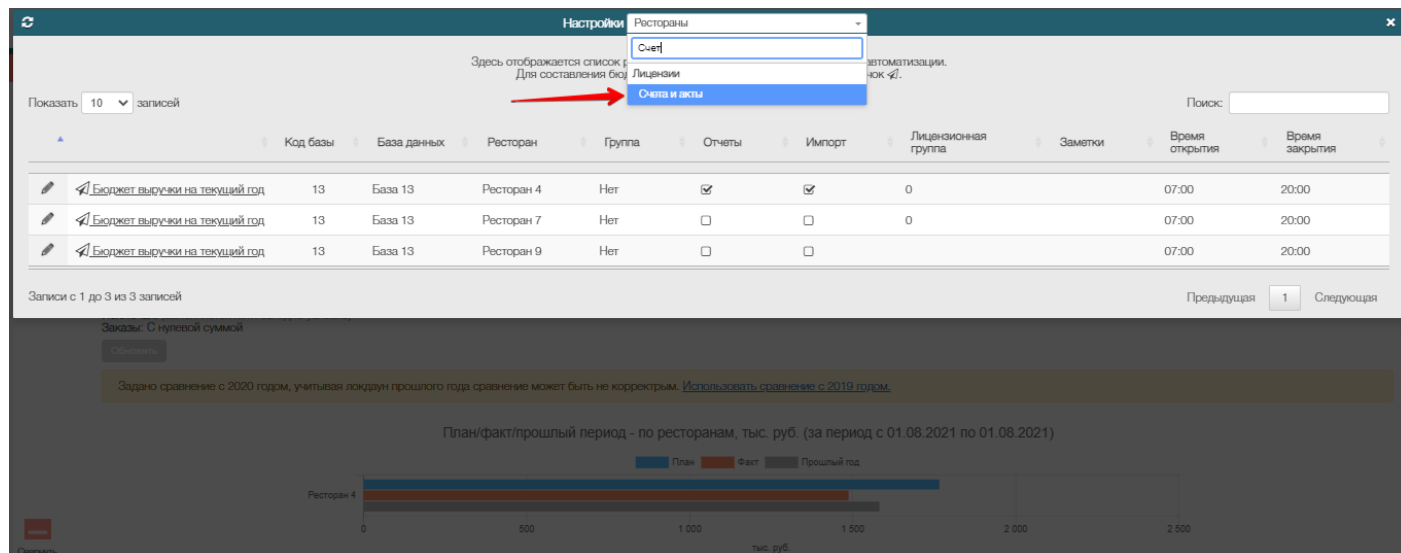 Настройки Рестораны
Счет
Здесь отображается список р
втоматизации.
Для составления бюд
нок
Лицензии
Счета и акты
Показать 10 записей
Поиск:
Код базы База данных Ресторан Группа Отчеты Импорт Лицензионная группа Заметки Время открытия Время закрытия
Бюджет выручки на текущий год 13 База 13 Ресторан 4 Нет 0 07:00 20:00
Бюджет выручки на текущий год 13 База 13 Ресторан 7 Нет 0 07:00 20:00
Бюджет выручки на текущий год 13 База 13 Ресторан 9 Нет 07:00 20:00
Записи с 1 до 3 из 3 записей
Предыдущая 1 Следующая
Заказы: С нулевой суммой
Обновить
Задано сравнение с 2020 годом, учитывая локдаун прошлого года сравнение может быть не корректрым. Использовать сравнение с 2019 годом.
План/факт/прошлый период - по ресторанам, тыс. руб. (за период с 01.08.2021 по 01.08.2021)
План Факт Прошлый год
Ресторан 4
0 500 1 000 1 500 2 000 2 500
тыс. руб.